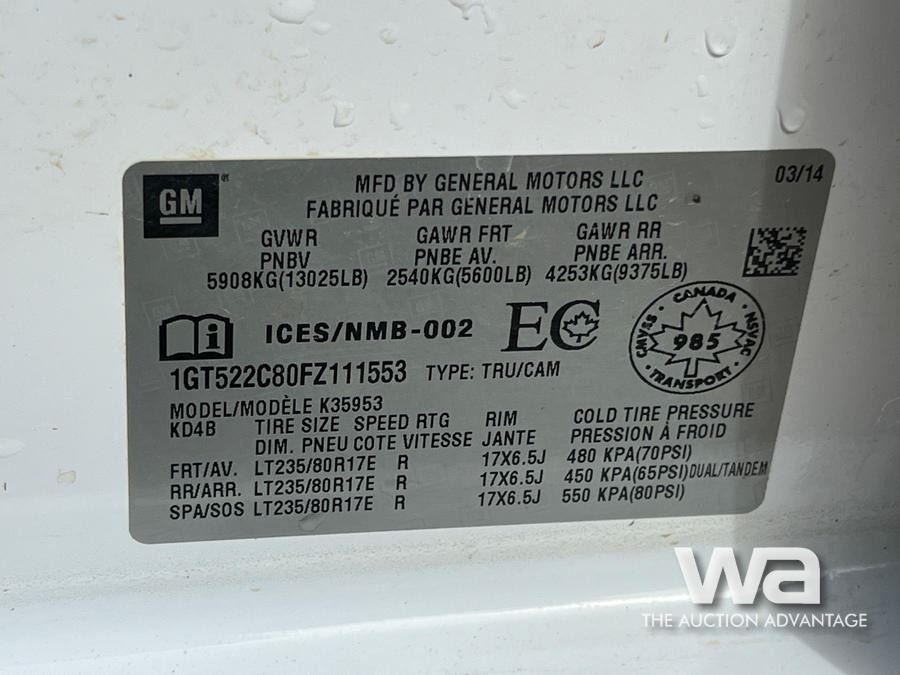 GM
MFD BY GENERAL MOTORS LLC
03/14
FABRIQUÉ PAR GENERAL MOTORS LLC
GVWR GAWR FRT GAWR RR
PNBV PNBE AV. PNBE ARR.
5908KG(13025LB) 2540KG(5600LB) 4253KG(9375LB)
i ICES/NMB-002 EC
CANADA
CMVSS 985 NSVAC
TRANSPORT
1GT522C80FZ111553 TYPE: TRU/CAM
MODEL/MODÈLE K35953
KD4B TIRE SIZE SPEED RTG RIM COLD TIRE PRESSURE
DIM. PNEU COTE VITESSE JANTE PRESSION À FROID
FRT/AV. LT235/80R17E R 17X6.5J 480 KPA(70PSI)
RR/ARR. LT235/80R17E R 17X6.5J 450 KPA(65PSI)DUAL/TANDEM
SPA/SOS LT235/80R17E R 17X6.5J 550 KPA(80PSI)
wa
THE AUCTION ADVANTAGE